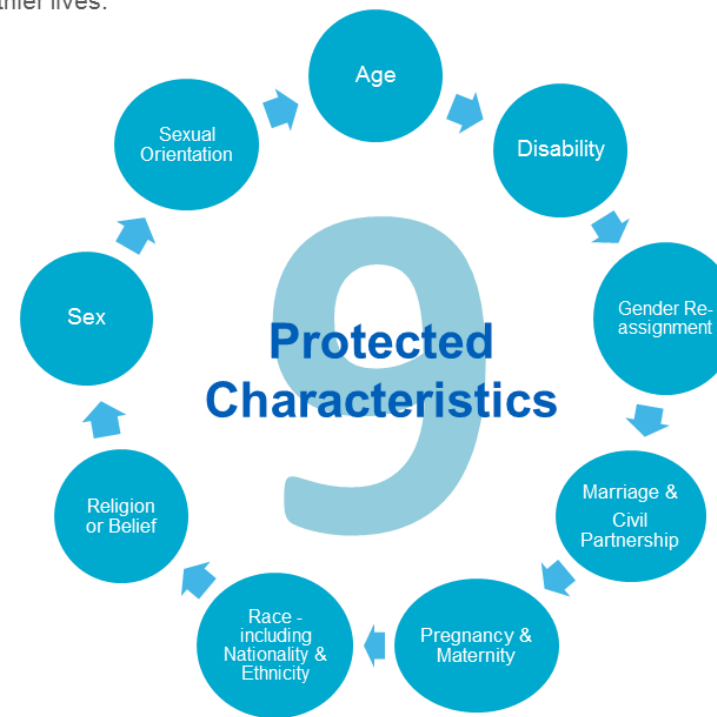 lives.
Age
Disability
Gender Re-
assignment
Marriage &
Civil
Partnership
Pregnancy &
Maternity
Race -
including
Nationality &
Ethnicity
Religion
or Belief
Sex
Sexual
Orientation
9
Protected
Characteristics